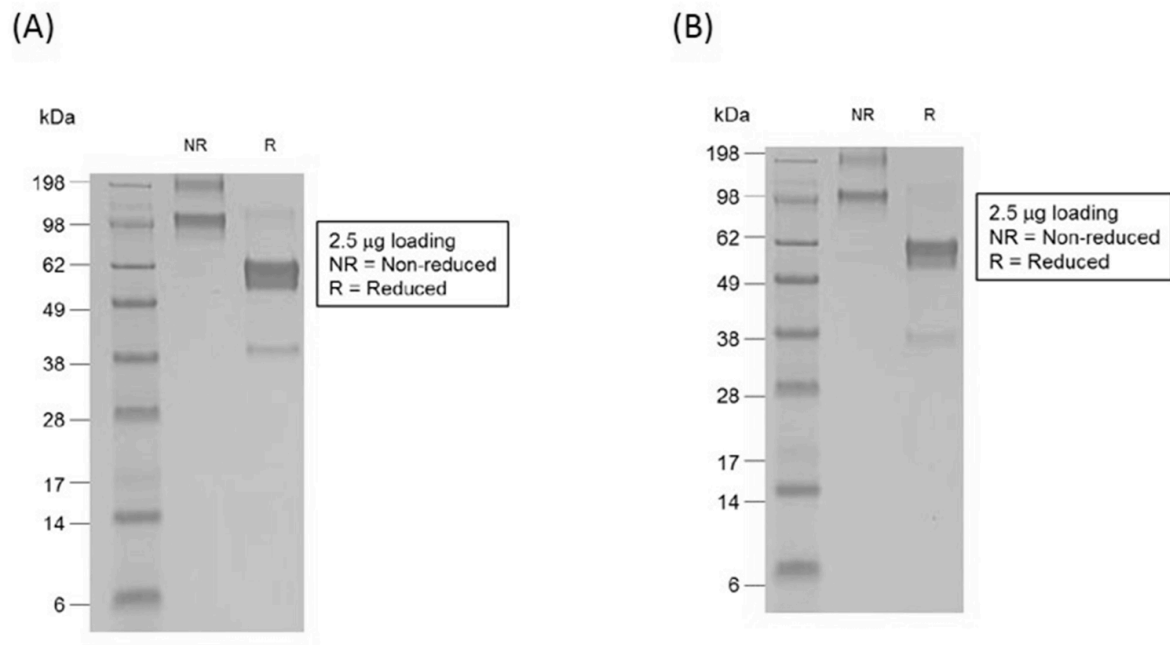 (A)
kDa
NR R
198
98
62
49
38
28
17
14
6
2.5 µg loading
NR = Non-reduced
R = Reduced
(B)
kDa
NR R
198
98
62
49
38
28
17
14
6
2.5 µg loading
NR = Non-reduced
R = Reduced